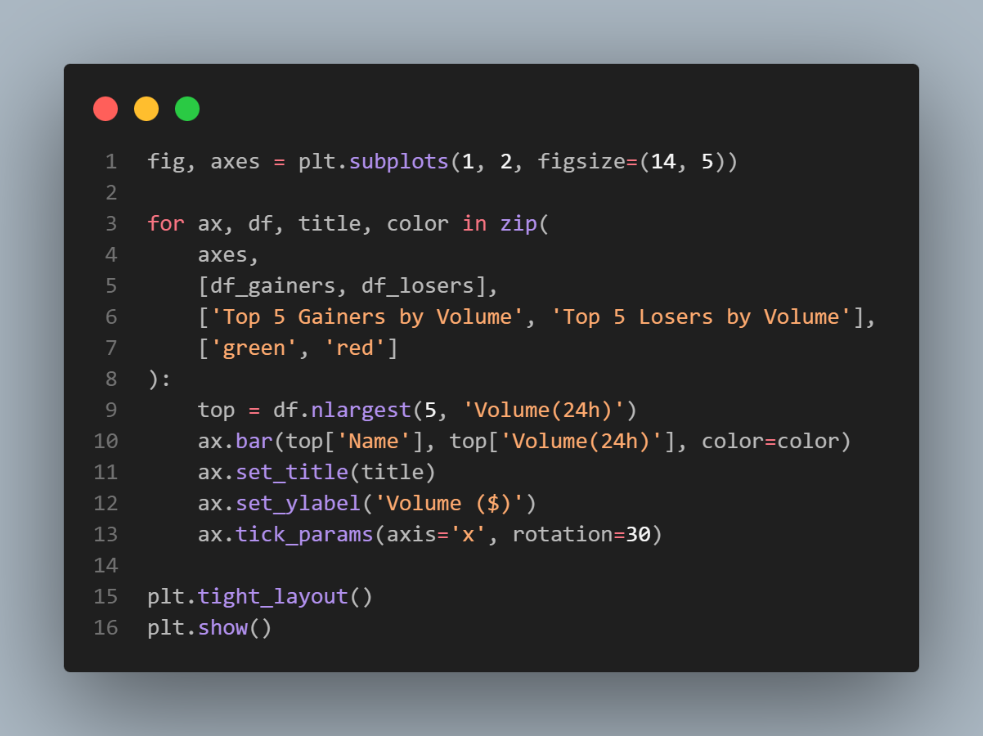 1 fig, axes = plt.subplots(1, 2, figsize=(14, 5))
2
3 for ax, df, title, color in zip(
4     axes,
5     [df_gainers, df_losers],
6     ['Top 5 Gainers by Volume', 'Top 5 Losers by Volume'],
7     ['green', 'red']
8 ):
9     top = df.nlargest(5, 'Volume(24h)')
10     ax.bar(top['Name'], top['Volume(24h)'], color=color)
11     ax.set_title(title)
12     ax.set_ylabel('Volume ($)')
13     ax.tick_params(axis='x', rotation=30)
14
15 plt.tight_layout()
16 plt.show()